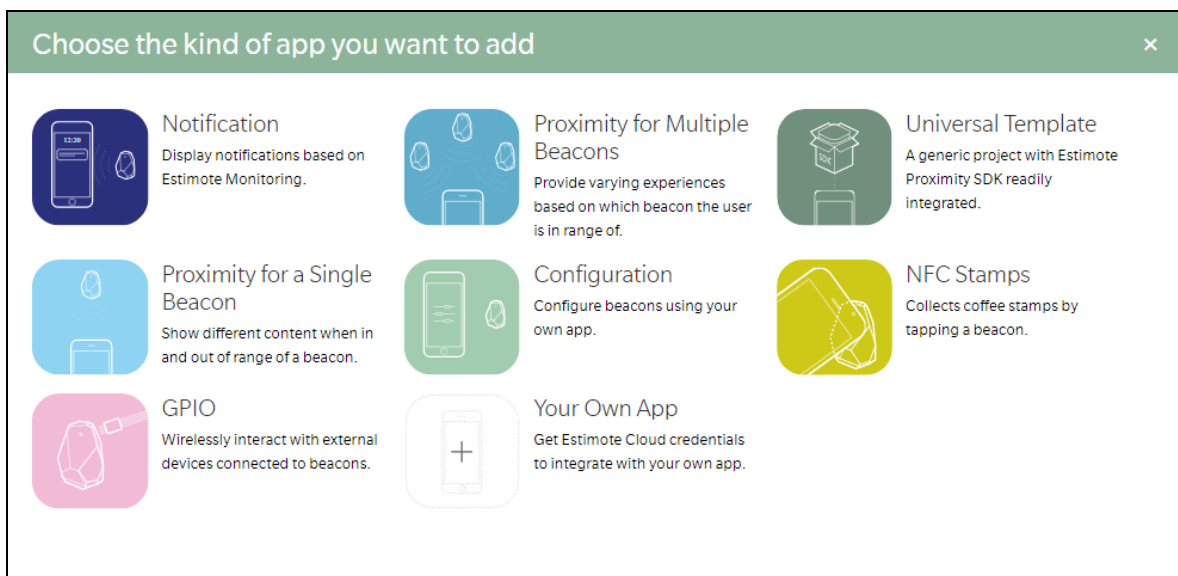 Choose the kind of app you want to add
×
Notification
Display notifications based on
Estimote Monitoring.
12:20
Proximity for Multiple
Beacons
Provide varying experiences
based on which beacon the user
is in range of.
Universal Template
A generic project with Estimote
Proximity SDK readily
integrated.
SDK
Proximity for a Single
Beacon
Show different content when in
and out of range of a beacon.
Configuration
Configure beacons using your
own app.
NFC Stamps
Collects coffee stamps by
tapping a beacon.
GPIO
Wirelessly interact with external
devices connected to beacons.
Your Own App
Get Estimote Cloud credentials
to integrate with your own app.